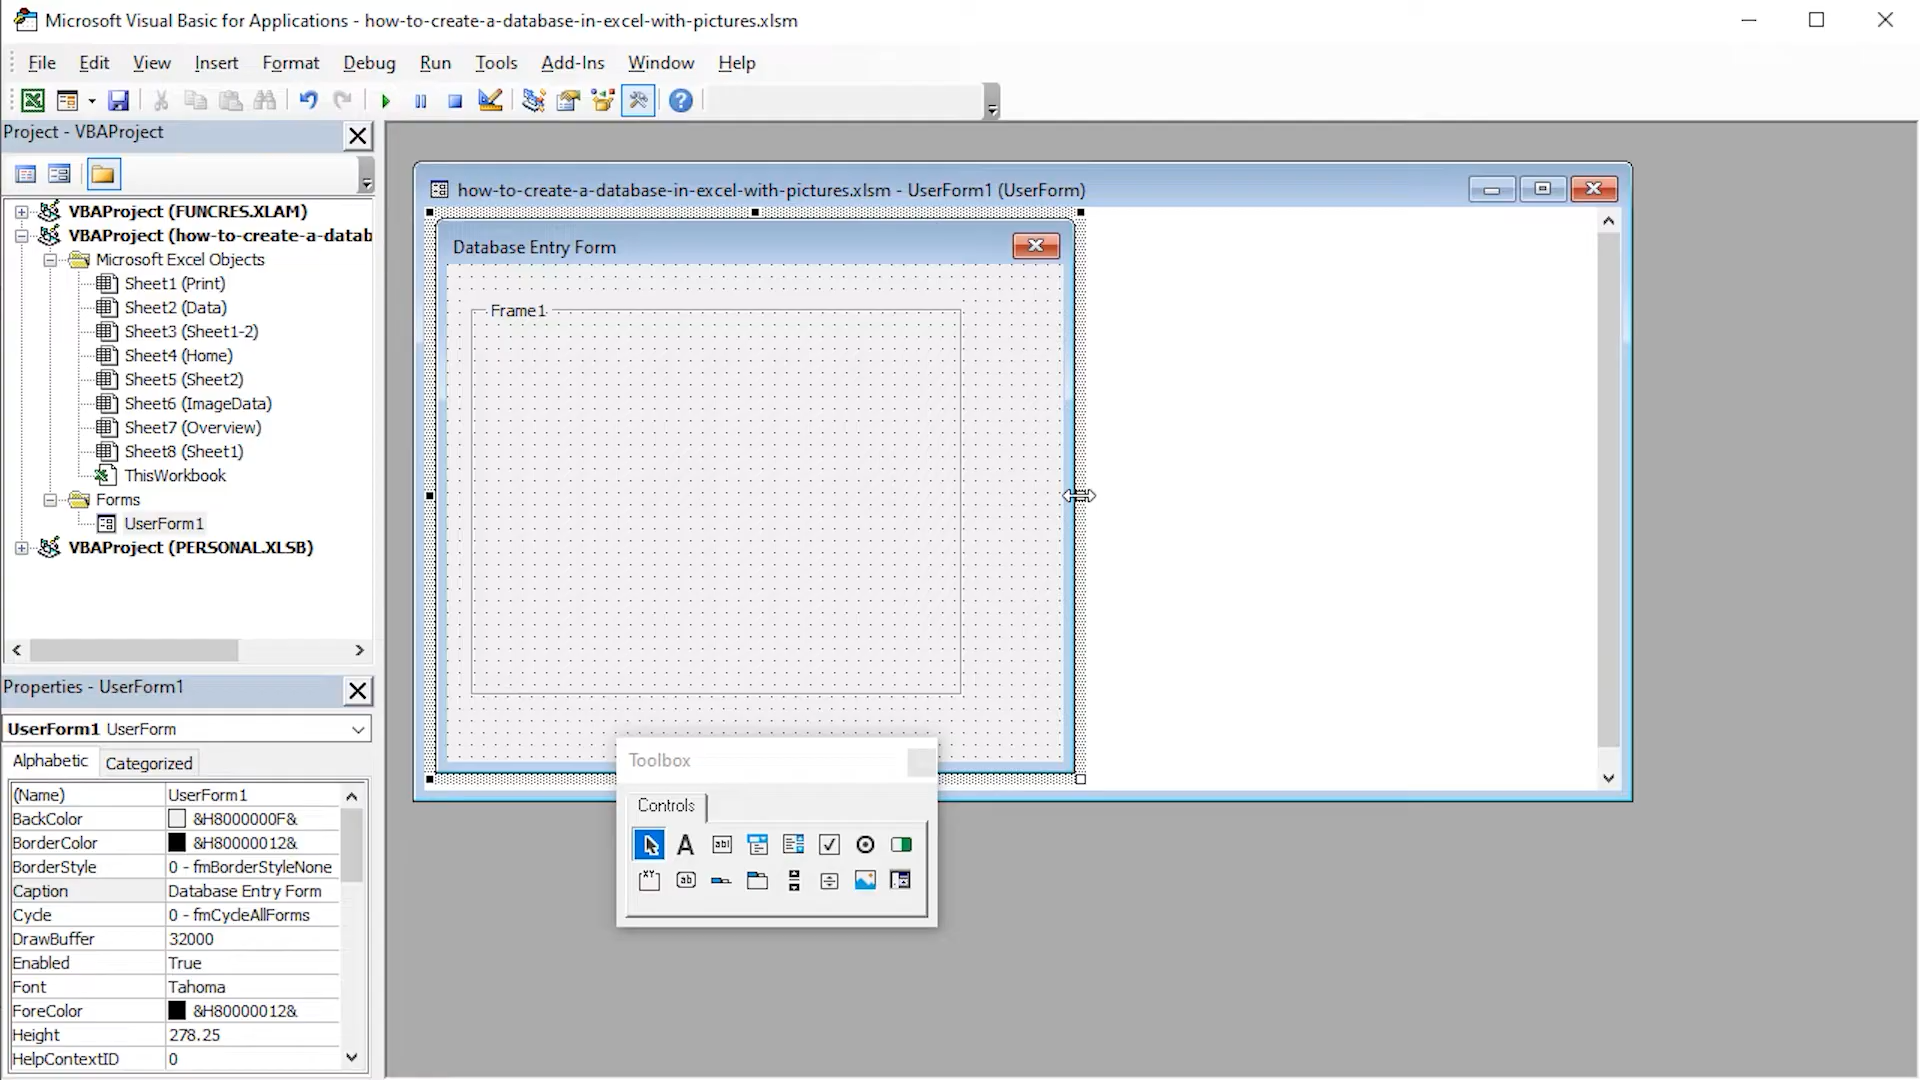 Microsoft Visual Basic for Applications - how-to-create-a-database-in-excel-with-pictures.xlsm
File Edit View Insert Format Debug Run Tools Add-Ins Window Help
Project - VBAProject
VBAProject (FUNCRES.XLAM)
VBAProject (how-to-create-a-datab
Microsoft Excel Objects
Sheet1 (Print)
Sheet2 (Data)
Sheet3 (Sheet1-2)
Sheet4 (Home)
Sheet5 (Sheet2)
Sheet6 (ImageData)
Sheet7 (Overview)
Sheet8 (Sheet1)
ThisWorkbook
Forms
UserForm1
VBAProject (PERSONAL.XLSB)
Properties - UserForm1
UserForm1 UserForm
Alphabetic Categorized
(Name) UserForm1
BackColor &H8000000F&
BorderColor &H80000012&
BorderStyle 0 - fmBorderStyleNone
Caption Database Entry Form
Cycle 0 - fmCycleAllForms
DrawBuffer 32000
Enabled True
Font Tahoma
ForeColor &H80000012&
Height 278.25
HelpContextID 0
how-to-create-a-database-in-excel-with-pictures.xlsm - UserForm1 (UserForm)
Database Entry Form
Frame1
Toolbox
Controls
A abl
XY ab